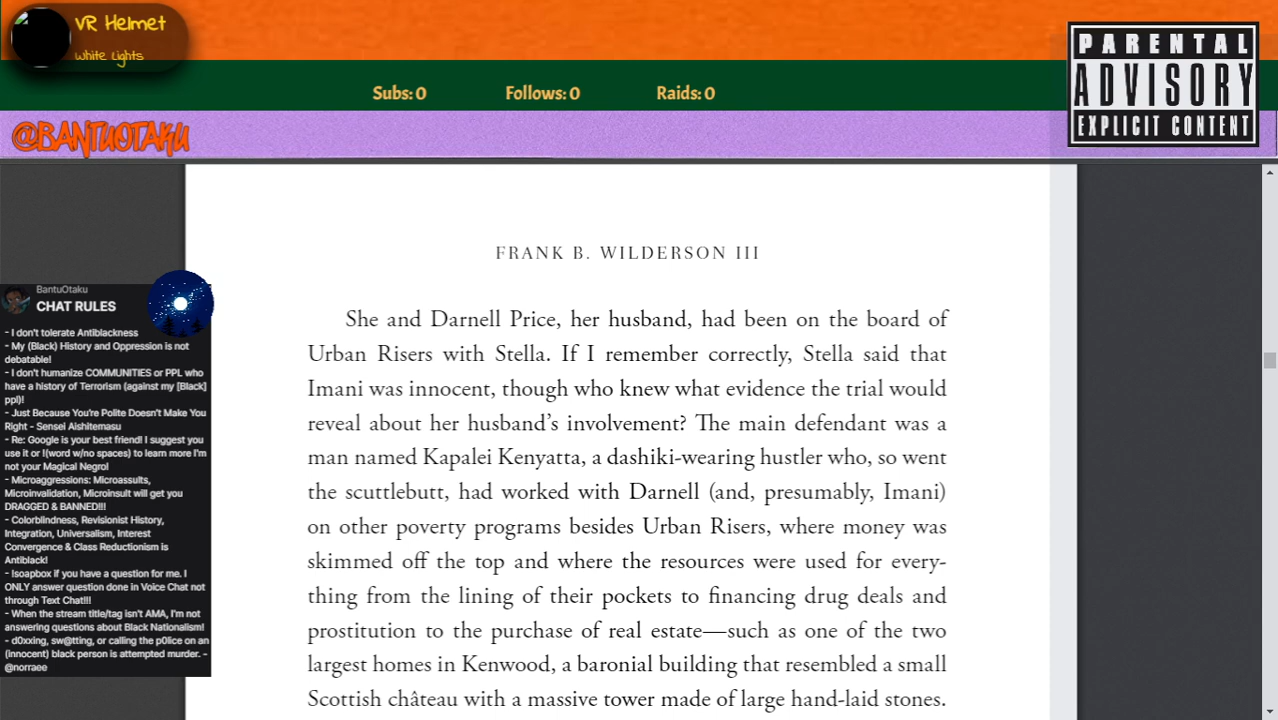 VR Helmet
White Lights
PARENTAL
ADVISORY
EXPLICIT CONTENT
Subs: 0
Follows: 0
Raids: 0
@BANTUOTAKU
FRANK B. WILDERSON III
She and Darnell Price, her husband, had been on the board of
Urban Risers with Stella. If I remember correctly, Stella said that
Imani was innocent, though who knew what evidence the trial would
reveal about her husband's involvement? The main defendant was a
man named Kapalei Kenyatta, a dashiki-wearing hustler who, so went
the scuttlebutt, had worked with Darnell (and, presumably, Imani)
on other poverty programs besides Urban Risers, where money was
skimmed off the top and where the resources were used for every-
thing from the lining of their pockets to financing drug deals and
prostitution to the purchase of real estate—such as one of the two
largest homes in Kenwood, a baronial building that resembled a small
Scottish château with a massive tower made of large hand-laid stones.
BantuOtaku
CHAT RULES
- I don't tolerate Antiblackness
- My (Black) History and Oppression is not
debatable!
- I don't humanize COMMUNITIES or PPL who
have a history of Terrorism (against my [Black]
ppl)!
- Just Because You're Polite Doesn't Make You
Right - Sensei Aishitemasu
- Re: Google is your best friend! I suggest you
use it or !(word w/no spaces) to learn more I'm
not your Magical Negro!
- Microaggressions: Microassults,
Microinvalidation, Microinsult will get you
DRAGGED & BANNED!!!
- Colorblindness, Revisionist History,
Integration, Universalism, Interest
Convergence & Class Reductionism is
Antiblack!
- !soapbox if you have a question for me. I
ONLY answer question done in Voice Chat not
through Text Chat!!!
- When the stream title/tag isn't AMA, I'm not
answering questions about Black Nationalism!
- d0xxing, sw@tting, or calling the p0lice on an
(innocent) black person is attempted murder. -
@norraee